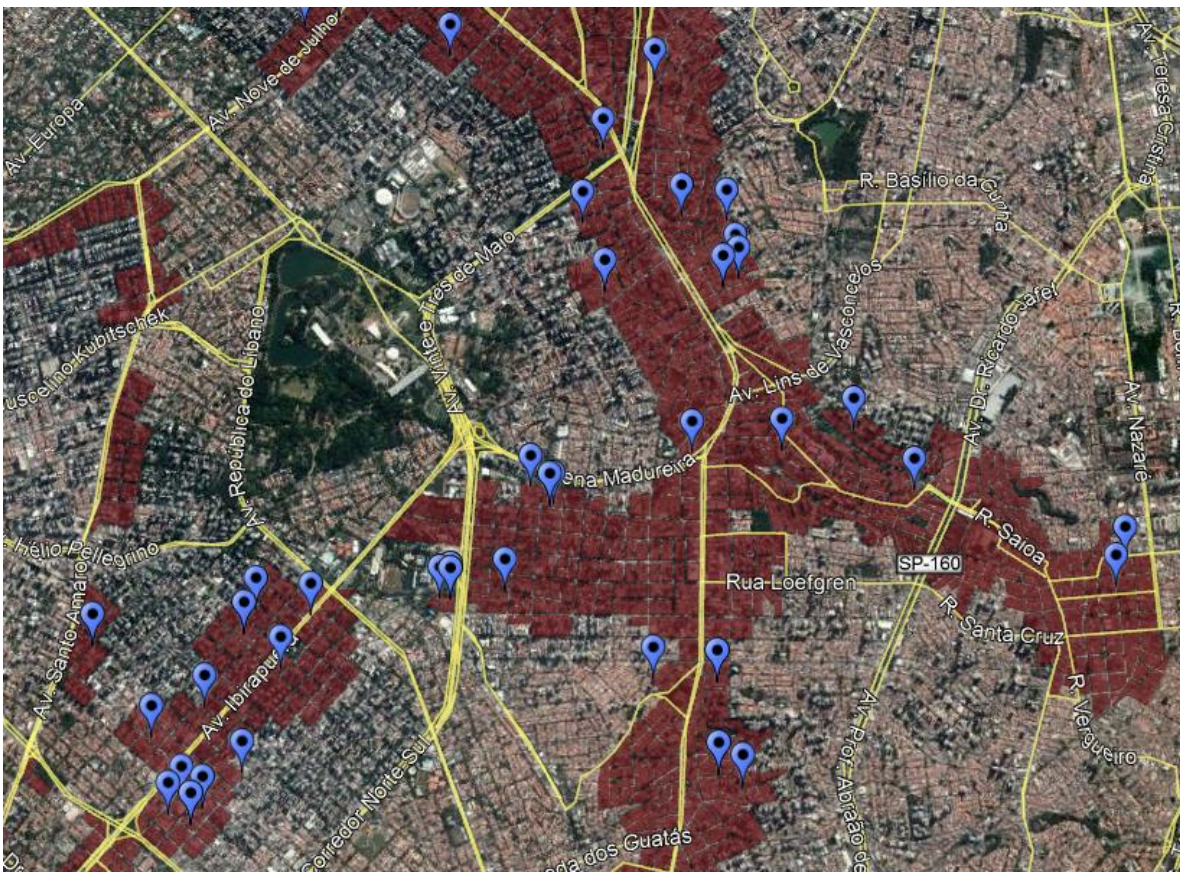 Av. Europa
Av. Nove de Julho
Av. Teresa Cristina
R. Basílio da Cunha
Av. Vinte e Três de Maio
Av. Dr. Ricardo Jafet
Av. Lins de Vasconcelos
uscelino Kubitschek
Av. República do Líbano
Av. Nazaré
ena Madureira
Hélio Pellegrino
R. Saioa
SP-160
Rua Loefgren
R. Santa Cruz
Av. Santo Amaro
Av. Ibirapuera
R. Vergueiro
Corredor Norte Sul
Av. Prof. Abraão de
da dos Guatás